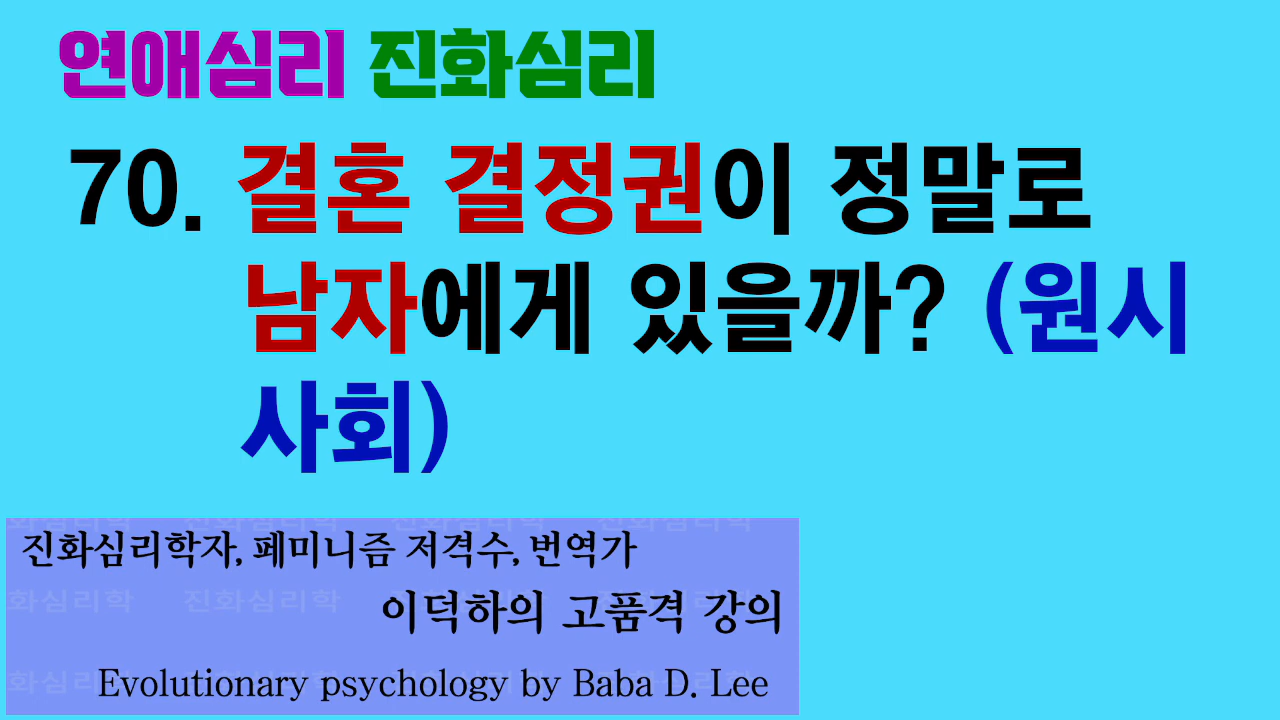 연애심리 진화심리
70. 결혼 결정권이 정말로
남자에게 있을까? (원시
사회)
진화심리학자, 페미니즘 저격수, 번역가
이덕하의 고품격 강의
Evolutionary psychology by Baba D. Lee